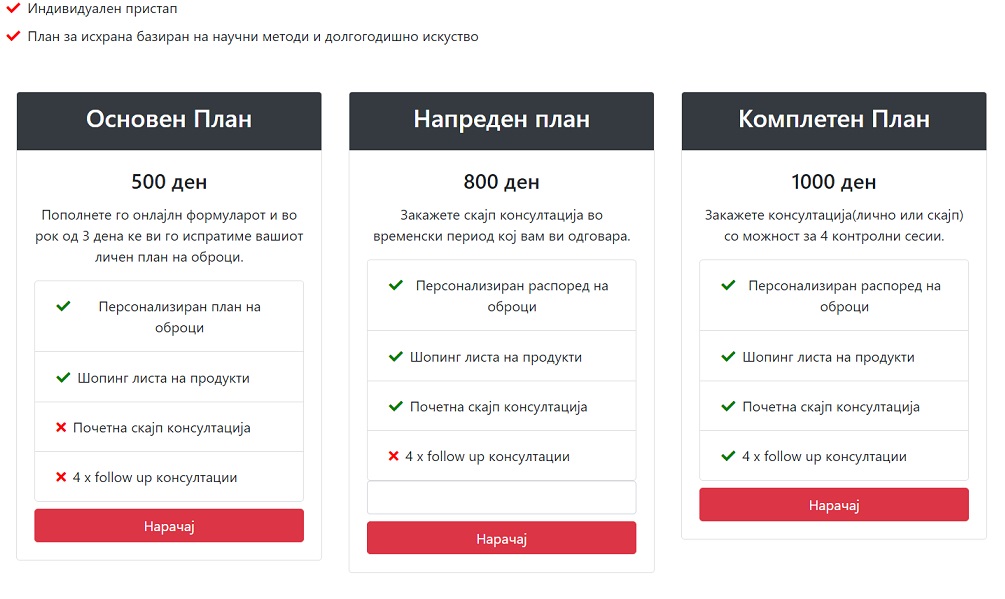 Индивидуален пристап
План за исхрана базиран на научни методи и долгогодишно искуство
Основен План
500 ден
Пополнете го онлајлн формуларот и во
рок од 3 дена ке ви го испратиме вашиот
личен план на оброци.
Персонализиран план на
оброци
Шопинг листа на продукти
Почетна скајп консултација
4 x follow up консултации
Нарачај
Напреден план
800 ден
Закажете скајп консултација во
временски период кој вам ви одговара.
Персонализиран распоред на
оброци
Шопинг листа на продукти
Почетна скајп консултација
4 x follow up консултации
Нарачај
Комплетен План
1000 ден
Закажете консултација(лично или скајп)
со можност за 4 контролни сесии.
Персонализиран распоред на
оброци
Шопинг листа на продукти
Почетна скајп консултација
4 x follow up консултации
Нарачај